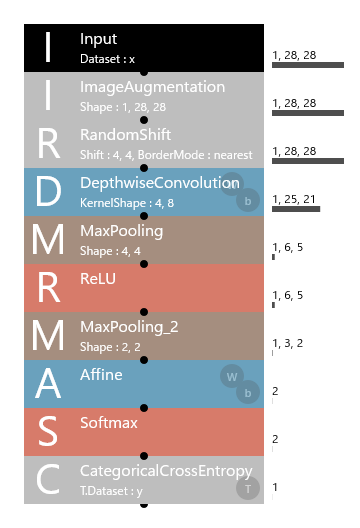 I Input
Dataset : x
1, 28, 28
I ImageAugmentation
Shape : 1, 28, 28
1, 28, 28
R RandomShift
Shift : 4, 4, BorderMode : nearest
1, 28, 28
D DepthwiseConvolution
KernelShape : 4, 8
W b
1, 25, 21
M MaxPooling
Shape : 4, 4
1, 6, 5
R ReLU
1, 6, 5
M MaxPooling_2
Shape : 2, 2
1, 3, 2
A Affine
W b
2
S Softmax
2
C CategoricalCrossEntropy
T.Dataset : y
T
1